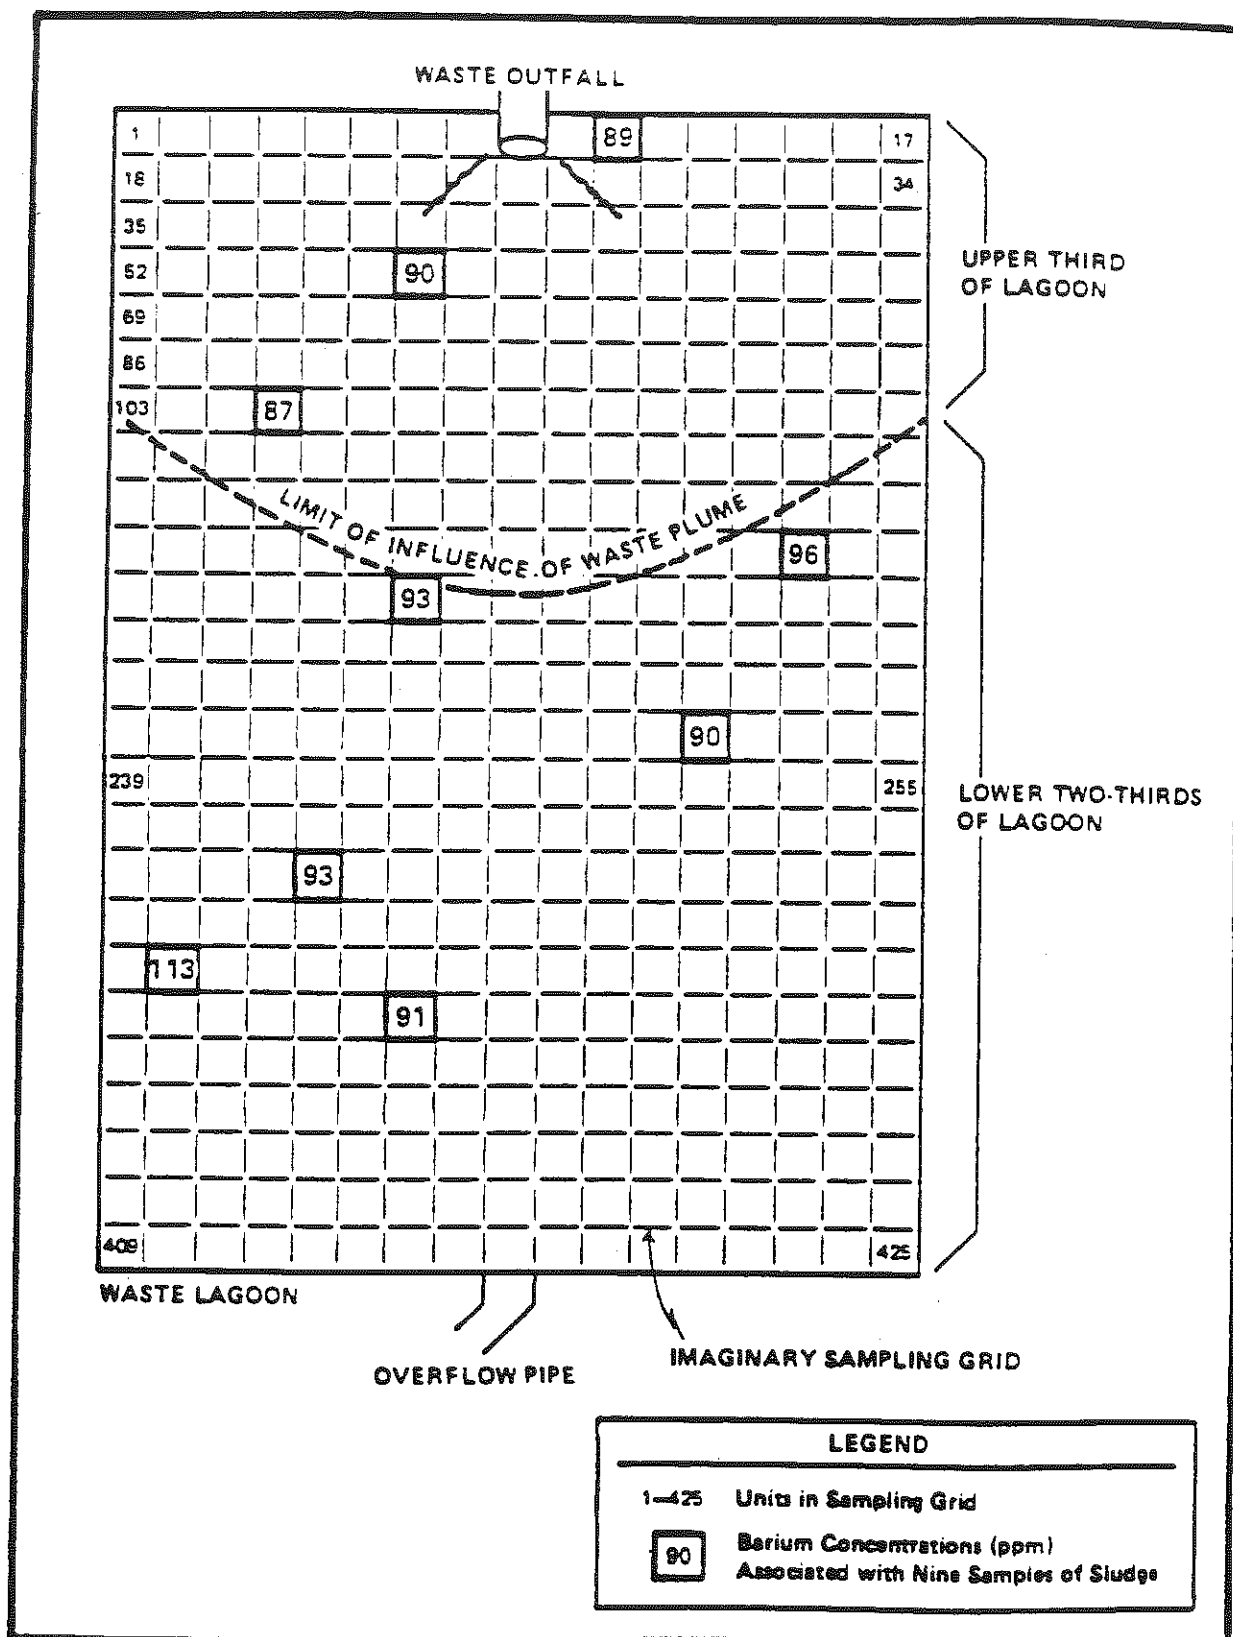 WASTE OUTFALL
1 89 17
18 34
35
52 90
69
86
103 87
UPPER THIRD
OF LAGOON
LIMIT OF INFLUENCE OF WASTE PLUME
96
93
90
239 255
LOWER TWO-THIRDS
OF LAGOON
93
113
91
409 425
WASTE LAGOON
OVERFLOW PIPE
IMAGINARY SAMPLING GRID
LEGEND
1–425 Units in Sampling Grid
90 Barium Concentrations (ppm)
Associated with Nine Samples of Sludge